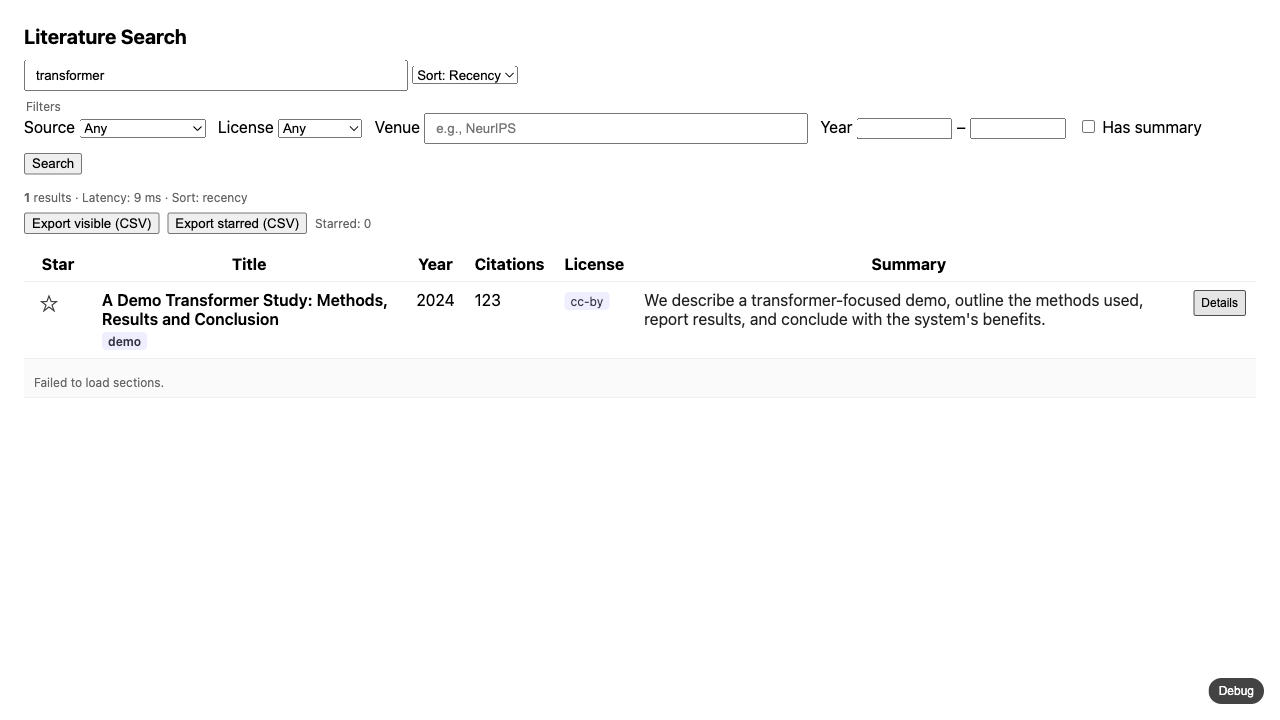 Literature Search
transformer Sort: Recency
Filters
Source Any License Any Venue e.g., NeurIPS Year – Has summary
Search
1 results · Latency: 9 ms · Sort: recency
Export visible (CSV) Export starred (CSV) Starred: 0
Star Title Year Citations License Summary
☆ A Demo Transformer Study: Methods, 2024 123 cc-by We describe a transformer-focused demo, outline the methods used, Details
Results and Conclusion report results, and conclude with the system's benefits.
demo
Failed to load sections.
Debug